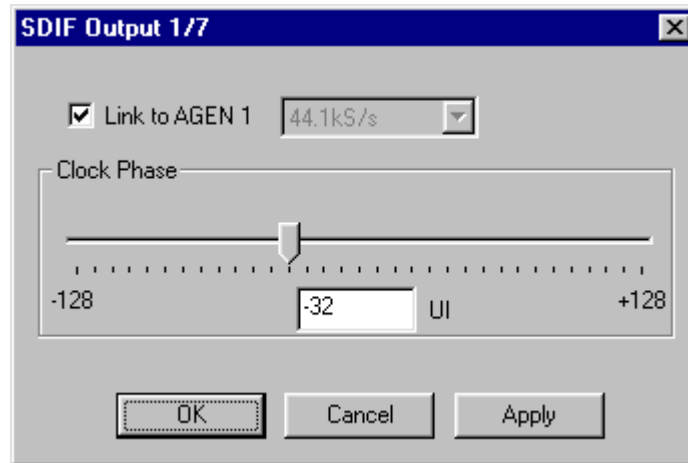 SDIF Output 1/7
Link to AGEN 1 44.1kS/s
Clock Phase
-128 -32 UI +128
OK Cancel Apply